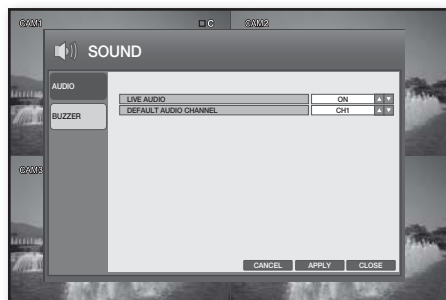 CAM1 C CAM2
SOUND
AUDIO
BUZZER
LIVE AUDIO ON
DEFAULT AUDIO CHANNEL CH1
CAM3
CANCEL APPLY CLOSE